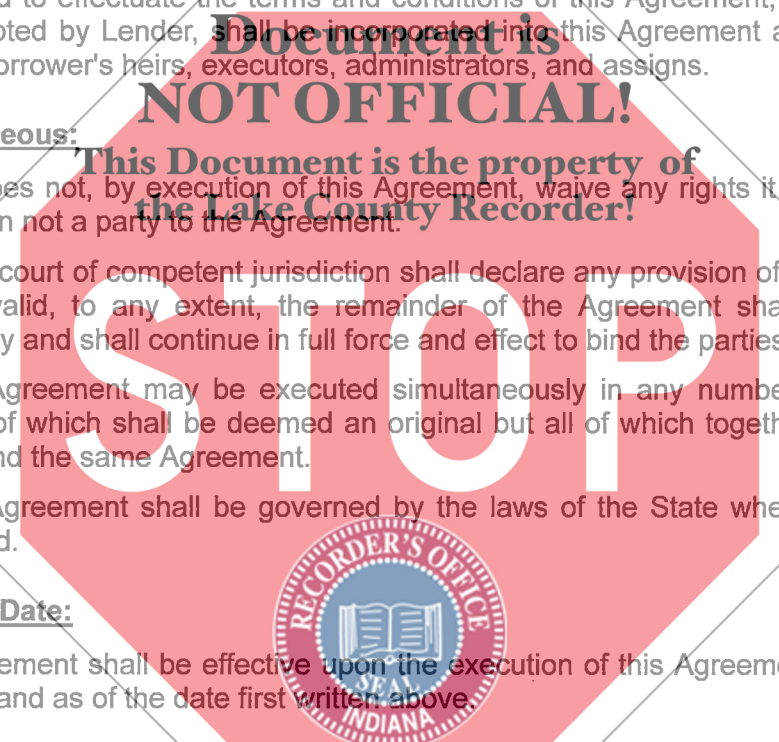 d to effectuate the terms and conditions of this Agreement,
pted by Lender, shall be incorporated into this Agreement a
orrower's heirs, executors, administrators, and assigns.
Document is
NOT OFFICIAL!
eous:
This Document is the property of
the Lake County Recorder!
es not, by execution of this Agreement, waive any rights it
n not a party to the Agreement.
court of competent jurisdiction shall declare any provision of
valid, to any extent, the remainder of the Agreement sha
y and shall continue in full force and effect to bind the parties
STOP
Agreement may be executed simultaneously in any numbe
of which shall be deemed an original but all of which togeth
nd the same Agreement.
Agreement shall be governed by the laws of the State whe
d.
RECORDER'S OFFICE
SEAL
INDIANA
Date:
ement shall be effective upon the execution of this Agreeme
and as of the date first written above.